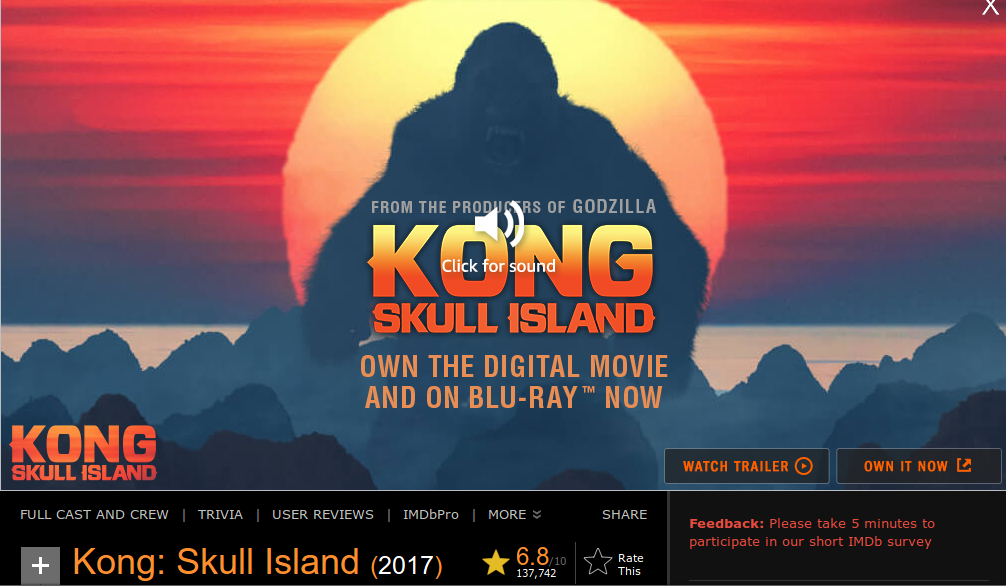 X
FROM THE PRODUCERS OF GODZILLA
KONG
Click for sound
SKULL ISLAND
OWN THE DIGITAL MOVIE
AND ON BLU-RAY™ NOW
KONG
SKULL ISLAND
WATCH TRAILER
OWN IT NOW
FULL CAST AND CREW | TRIVIA | USER REVIEWS | IMDbPro | MORE
SHARE
Feedback: Please take 5 minutes to
participate in our short IMDb survey
+ Kong: Skull Island (2017)
6.8/10
137,742
Rate
This